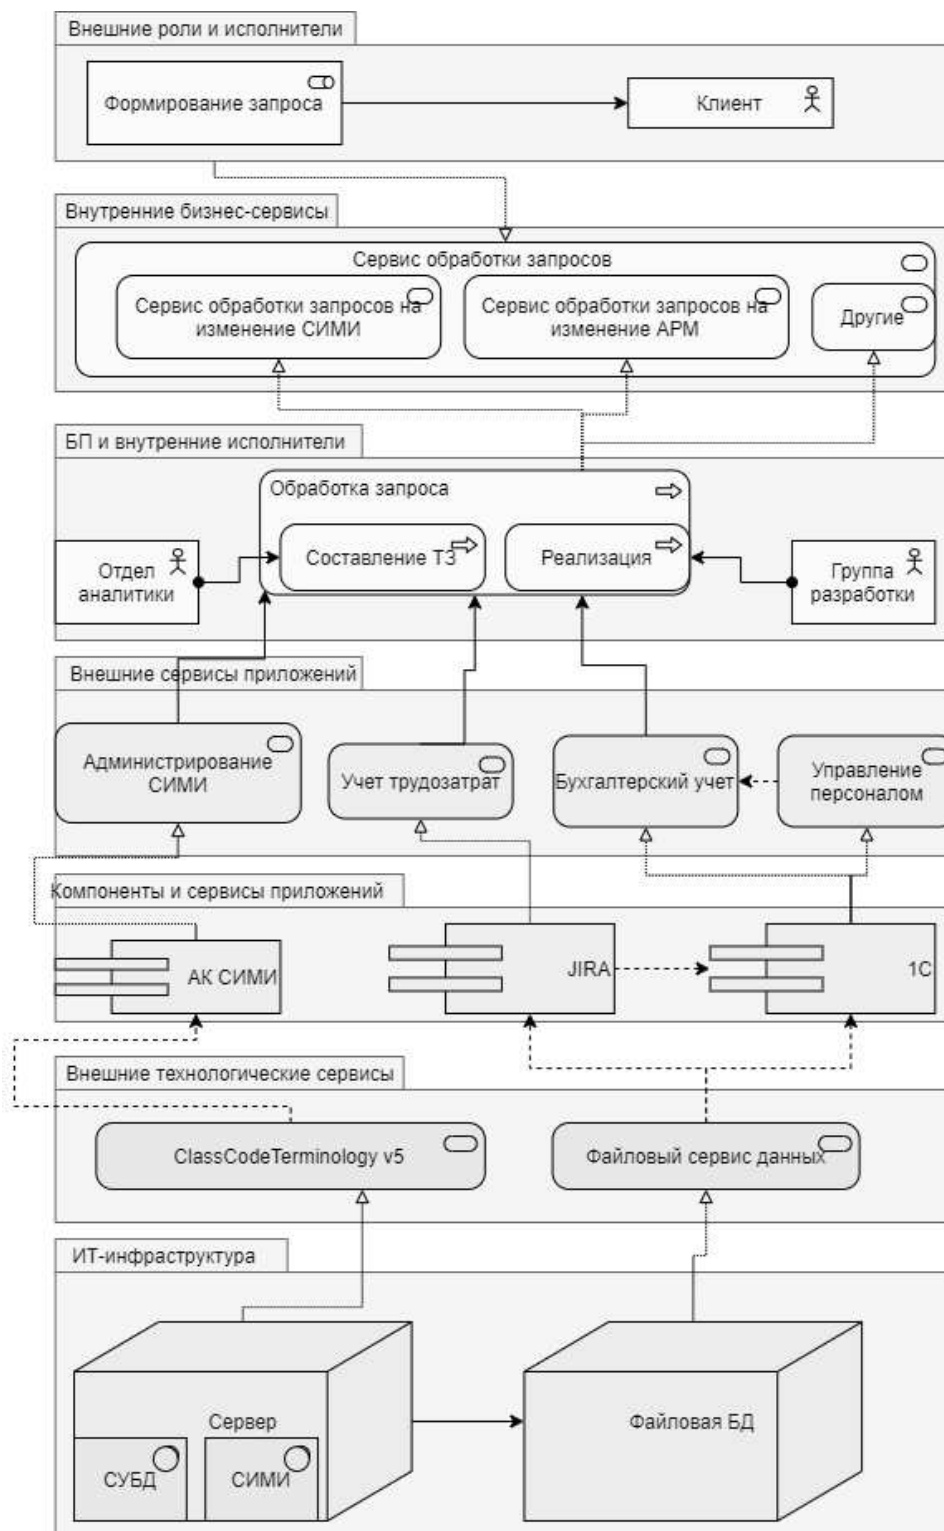 Внешние роли и исполнители
Формирование запроса
Клиент
Внутренние бизнес-сервисы
Сервис обработки запросов
Сервис обработки запросов на
изменение СИМИ
Сервис обработки запросов на
изменение АРМ
Другие
БП и внутренние исполнители
Обработка запроса
Составление ТЗ
Реализация
Отдел
аналитики
Группа
разработки
Внешние сервисы приложений
Администрирование
СИМИ
Учет трудозатрат
Бухгалтерский учет
Управление
персоналом
Компоненты и сервисы приложений
АК СИМИ
JIRA
1С
Внешние технологические сервисы
ClassCodeTerminology v5
Файловый сервис данных
ИТ-инфраструктура
Сервер
СУБД
СИМИ
Файловая БД